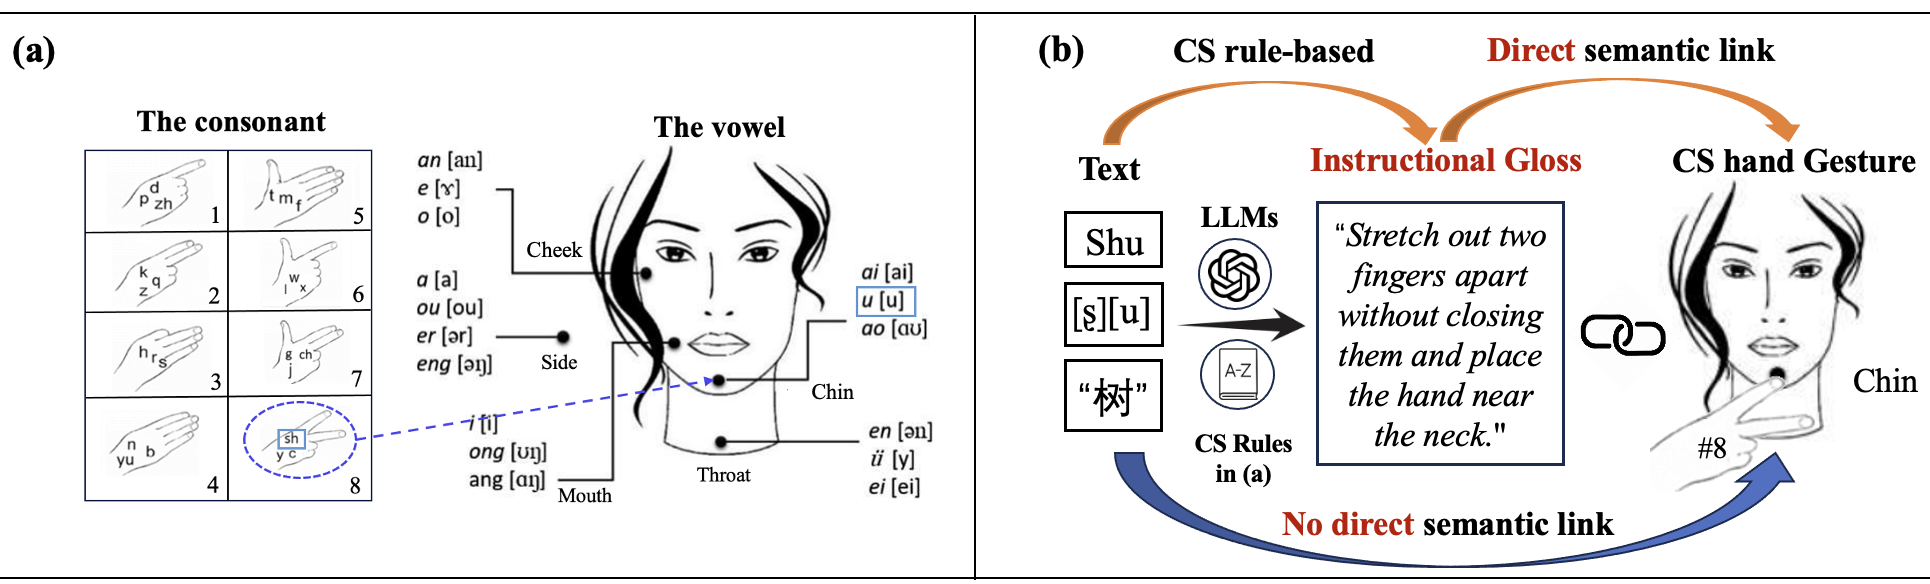 (a)
The consonant
d
p zh
1
t m f
5
k q
z
2
w
l x
6
h r s
3
g ch
j
7
n b
yu
4
sh
y c
8
The vowel
an [an]
e [ɤ]
o [o]
Cheek
a [a]
ou [ou]
er [ər]
eng [əŋ]
Side
i [i]
ong [ʊŋ]
ang [ɑŋ]
Mouth
ai [ai]
u [u]
ao [ɑʊ]
Chin
en [ən]
ü [y]
ei [ei]
Throat
(b)
CS rule-based
Direct semantic link
Text
Instructional Gloss
CS hand Gesture
Shu
[ʂ][u]
“树”
LLMs
A-Z
CS Rules
in (a)
“Stretch out two
fingers apart
without closing
them and place
the hand near
the neck."
Chin
#8
No direct semantic link